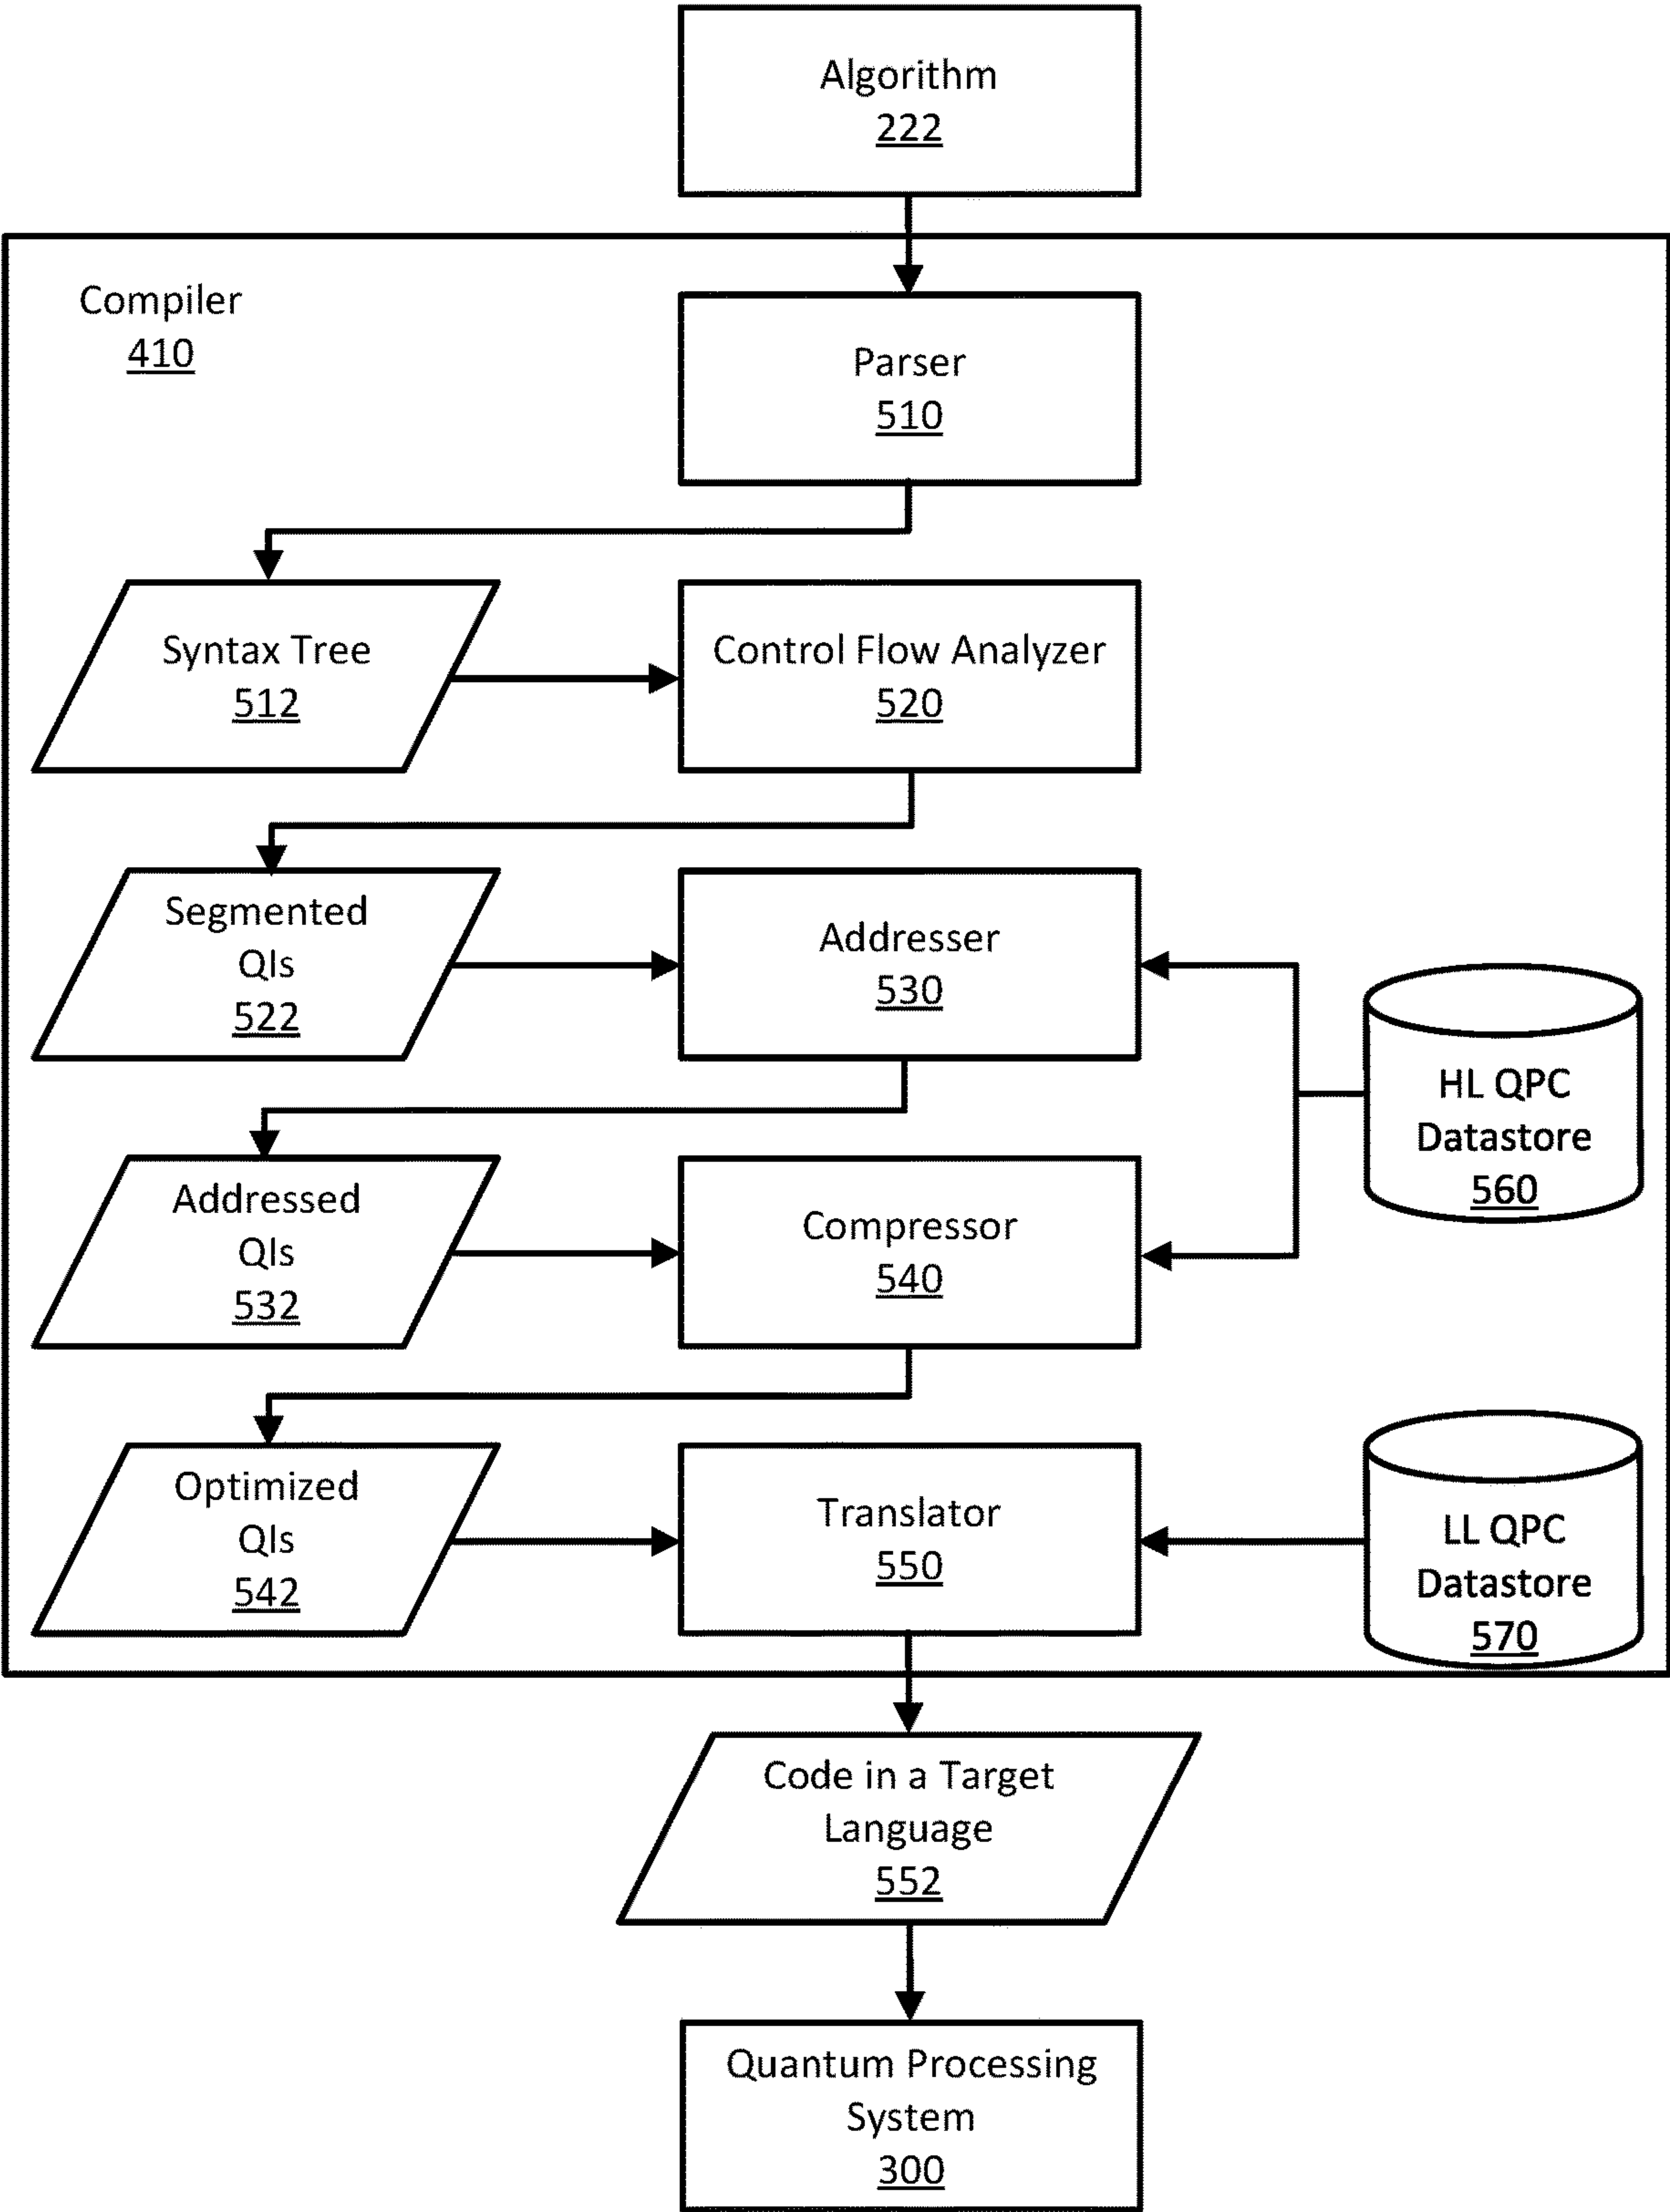 Algorithm
222
Compiler
410
Parser
510
Syntax Tree
512
Control Flow Analyzer
520
Segmented
QIs
522
Addresser
530
HL QPC
Datastore
560
Addressed
QIs
532
Compressor
540
Optimized
QIs
542
Translator
550
LL QPC
Datastore
570
Code in a Target
Language
552
Quantum Processing
System
300